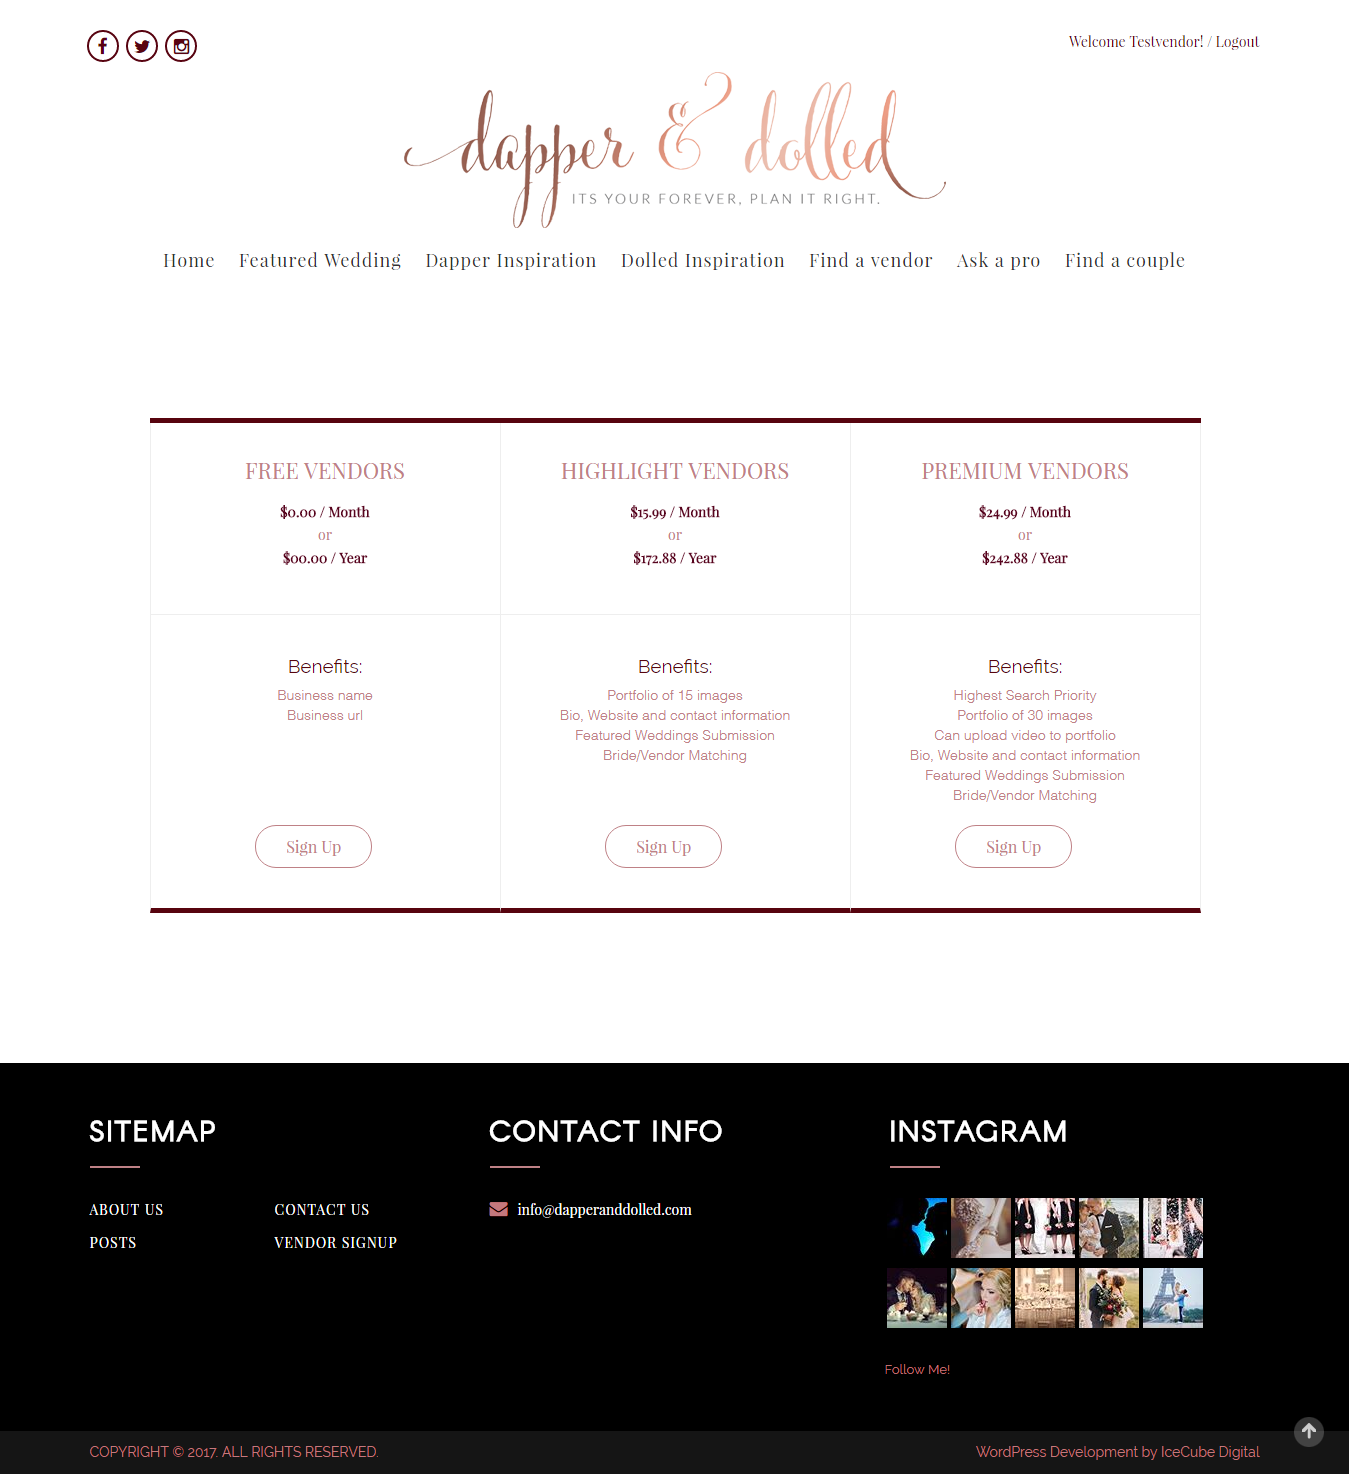 Welcome Testvendor! / Logout
dapper & dolled
ITS YOUR FOREVER, PLAN IT RIGHT.
Home Featured Wedding Dapper Inspiration Dolled Inspiration Find a vendor Ask a pro Find a couple
FREE VENDORS
$0.00 / Month
or
$00.00 / Year
HIGHLIGHT VENDORS
$15.99 / Month
or
$172.88 / Year
PREMIUM VENDORS
$24.99 / Month
or
$242.88 / Year
Benefits:
Business name
Business url
Sign Up
Benefits:
Portfolio of 15 images
Bio, Website and contact information
Featured Weddings Submission
Bride/Vendor Matching
Sign Up
Benefits:
Highest Search Priority
Portfolio of 30 images
Can upload video to portfolio
Bio, Website and contact information
Featured Weddings Submission
Bride/Vendor Matching
Sign Up
SITEMAP
ABOUT US
CONTACT US
POSTS
VENDOR SIGNUP
CONTACT INFO
info@dapperanddolled.com
INSTAGRAM
Follow Me!
COPYRIGHT © 2017. ALL RIGHTS RESERVED.
WordPress Development by IceCube Digital